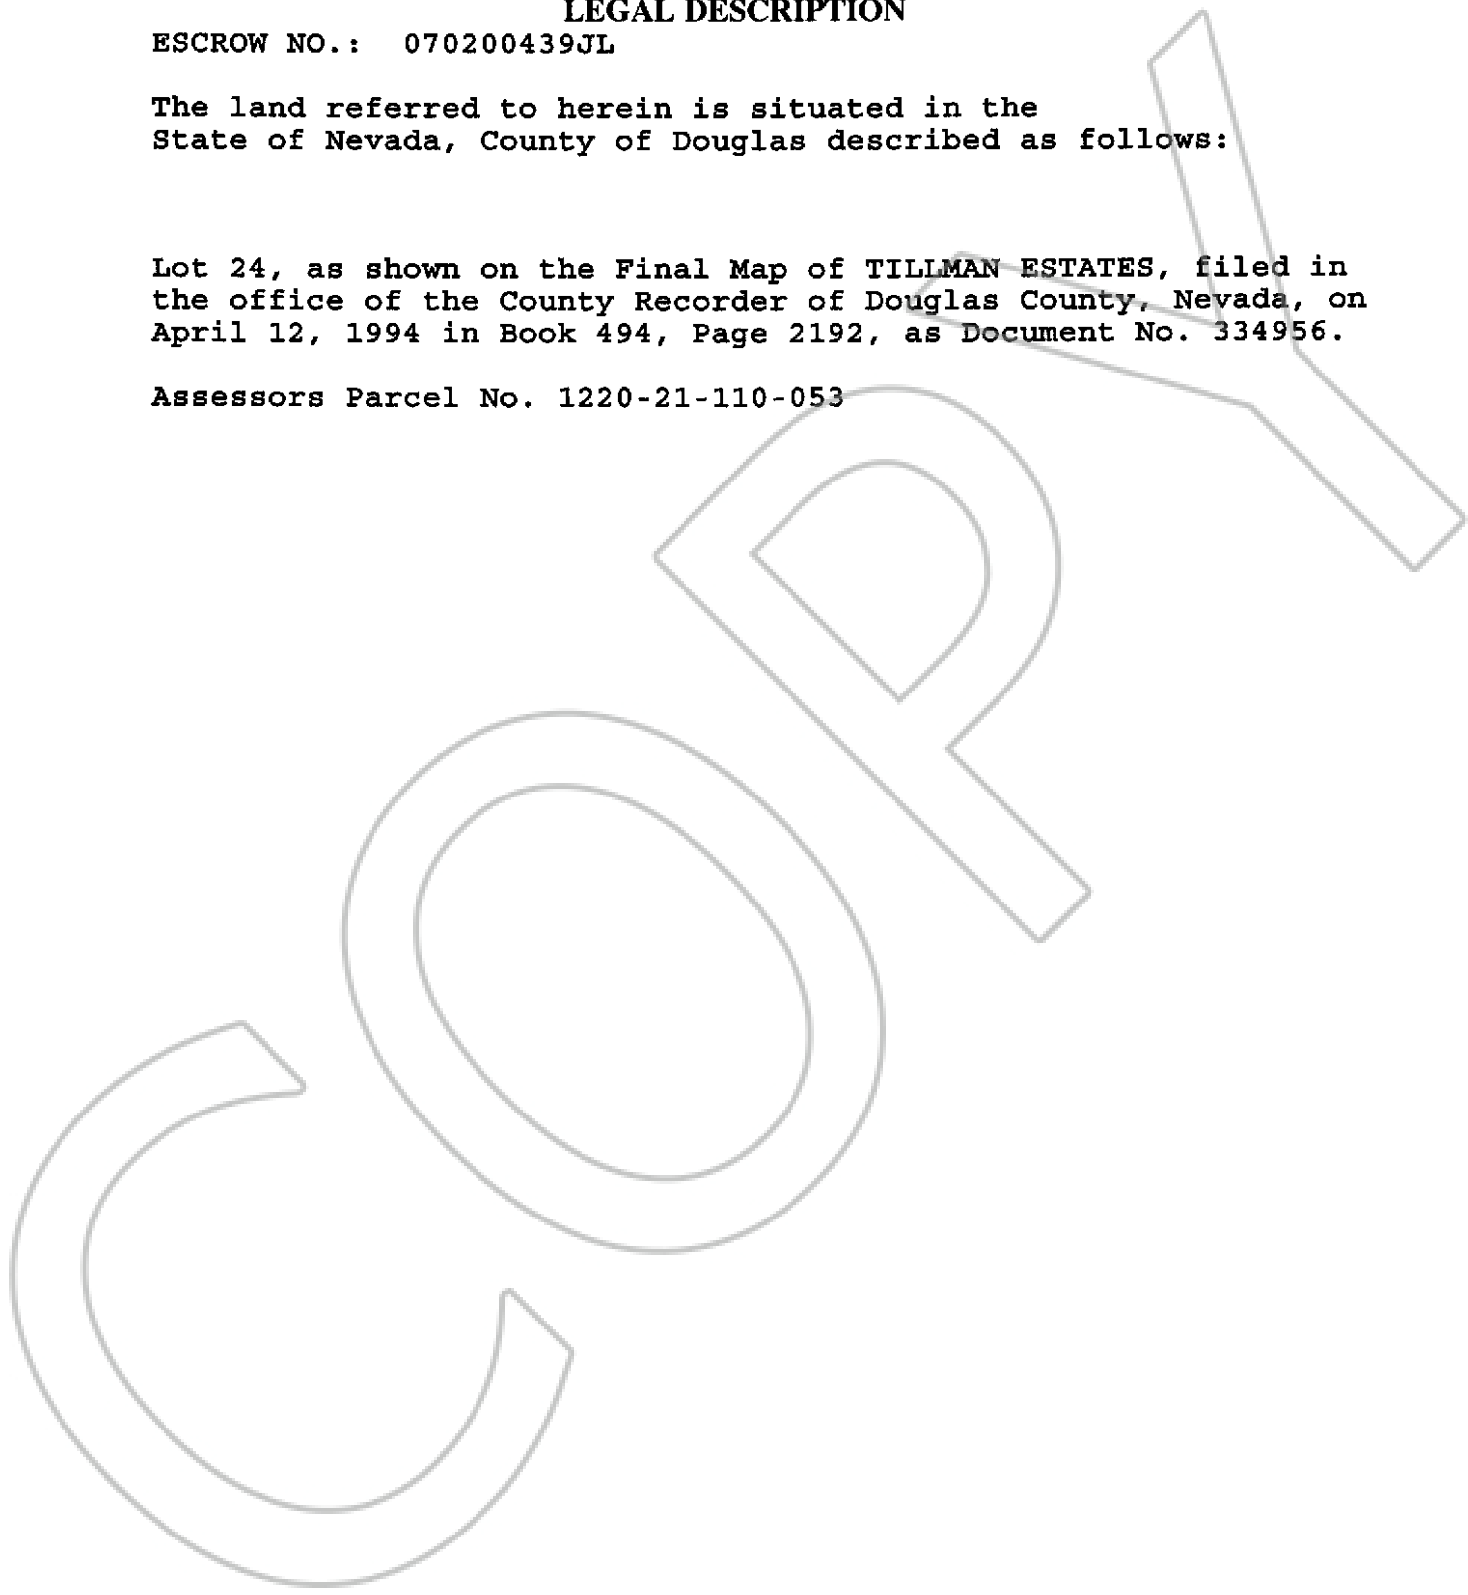 LEGAL DESCRIPTION
ESCROW NO.: 070200439JL
The land referred to herein is situated in the
State of Nevada, County of Douglas described as follows:
Lot 24, as shown on the Final Map of TILLMAN ESTATES, filed in
the office of the County Recorder of Douglas County, Nevada, on
April 12, 1994 in Book 494, Page 2192, as Document No. 334956.
Assessors Parcel No. 1220-21-110-053
COPY